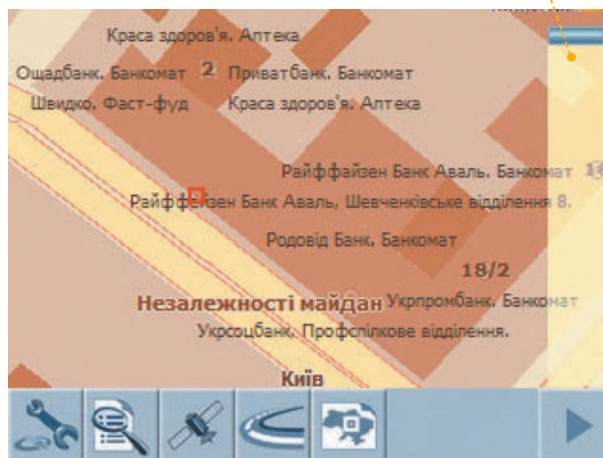 Краса здоров'я. Аптека
Ощадбанк. Банкомат 2 Приватбанк. Банкомат
Швидко. Фаст-фуд Краса здоров'я. Аптека
Райффайзен Банк Аваль. Банкомат
Райффайзен Банк Аваль, Шевченківське відділення 8.
Родовід Банк. Банкомат
18/2
Незалежності майдан Укрпромбанк. Банкомат
Укрсоцбанк. Профспілкове відділення.
Київ